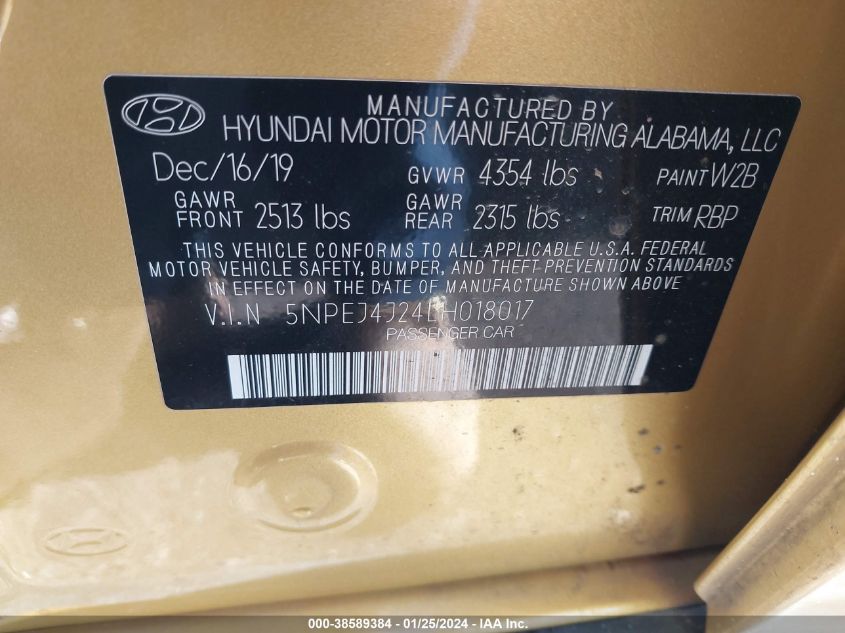 MANUFACTURED BY
HYUNDAI MOTOR MANUFACTURING ALABAMA, LLC
Dec/16/19 GVWR 4354 lbs PAINT W2B
GAWR FRONT 2513 lbs GAWR REAR 2315 lbs TRIM RBP
THIS VEHICLE CONFORMS TO ALL APPLICABLE U.S.A. FEDERAL
MOTOR VEHICLE SAFETY, BUMPER, AND THEFT PREVENTION STANDARDS
IN EFFECT ON THE DATE OF MANUFACTURE SHOWN ABOVE.
V.I.N 5NPEJ4J24LH018017
PASSENGER CAR
000-38589384 - 01/25/2024 - IAA Inc.